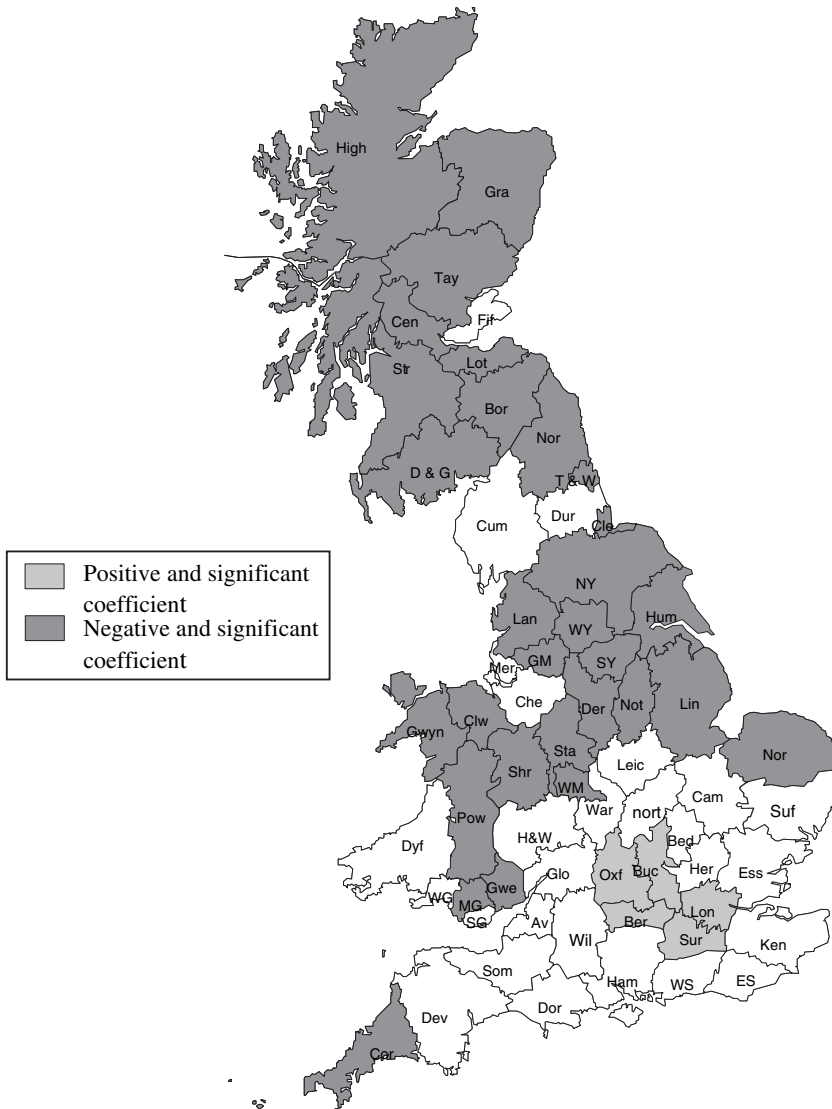 High
Gra
Tay
Cen
Fif
Str
Lot
Bor
Nor
D & G
T & W
Cum
Dur
Cle
Positive and significant
coefficient
Negative and significant
coefficient
NY
Lan
WY
Hum
Mer
GM
SY
Che
Der
Not
Lin
Gwyn
Clw
Sta
Nor
Shr
Leic
WM
Cam
Pow
War
nort
Suf
H&W
Dyf
Bed
Glo
Oxf
Buc
Her
Ess
WG
MG
Gwe
SG
Av
Ber
Lon
Wil
Sur
Ken
Som
Ham
WS
ES
Dev
Dor
Cor